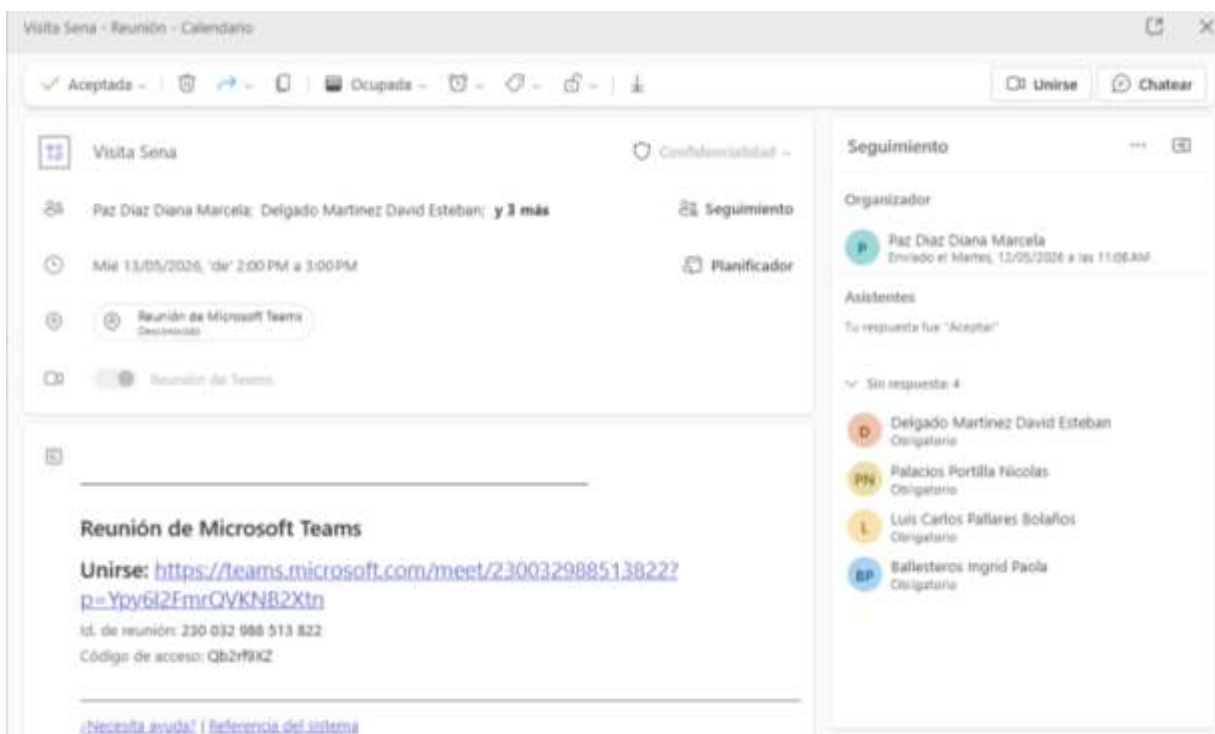 Visita Sena - Reunión - Calendario
Aceptada
Ocupada
Unirse
Chatear
Visita Sena
Confidencialidad
Paz Diaz Diana Marcela; Delgado Martinez David Esteban; y 3 más
Seguimiento
Mié 13/05/2026, 'de' 2:00 PM a 3:00 PM
Planificador
Reunión de Microsoft Teams
Desconocido
Reunión de Teams
Reunión de Microsoft Teams
Unirse: https://teams.microsoft.com/meet/230032988513822?
p=Ypy6I2FmrQVKNB2Xtn
Id. de reunión: 230 032 988 513 822
Código de acceso: Qb2rf9XZ
¿Necesita ayuda? | Referencia del sistema
Seguimiento
Organizador
P
Paz Diaz Diana Marcela
Enviado el Martes, 12/05/2026 a las 11:06 AM
Asistentes
Tu respuesta fue "Aceptar"
Sin respuesta: 4
D
Delgado Martinez David Esteban
Obligatorio
PN
Palacios Portilla Nicolas
Obligatorio
L
Luis Carlos Pallares Bolaños
Obligatorio
BP
Ballesteros Ingrid Paola
Obligatorio